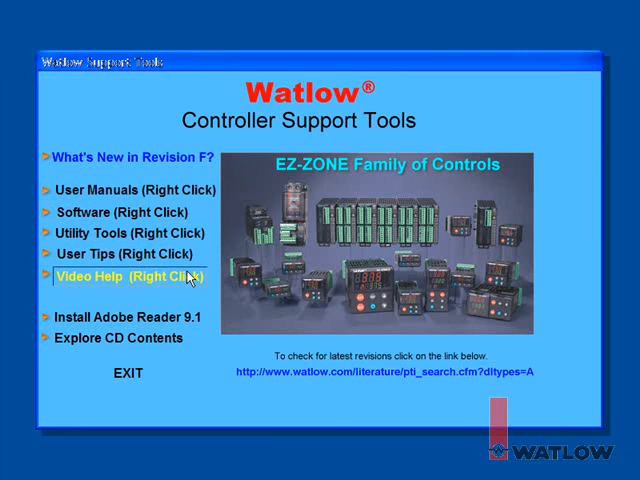 Watlow Support Tools
Watlow®
Controller Support Tools
What's New in Revision F?
User Manuals (Right Click)
Software (Right Click)
Utility Tools (Right Click)
User Tips (Right Click)
Video Help (Right Click)
Install Adobe Reader 9.1
Explore CD Contents
EXIT
EZ-ZONE Family of Controls
To check for latest revisions click on the link below.
http://www.watlow.com/literature/pti_search.cfm?dltypes=A
WATLOW